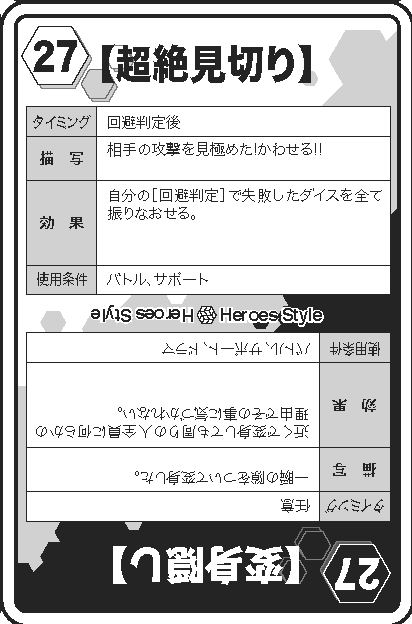 27【超絶見切り】
タイミング 回避判定後
描 写 相手の攻撃を見極めた!かわせる!!
効 果 自分の[回避判定]で失敗したダイスを全て
振りなおせる。
使用条件 バトル、サポート
Heroes Style Heroes Style
27【変身隠し】
タイミング 任意
描 写 一瞬の隙をついて変身した。
効 果 近くで変身しても周りの人全員に何らかの
理由でその事に気づかれない。
使用条件 バトル、サポート、ドラマ